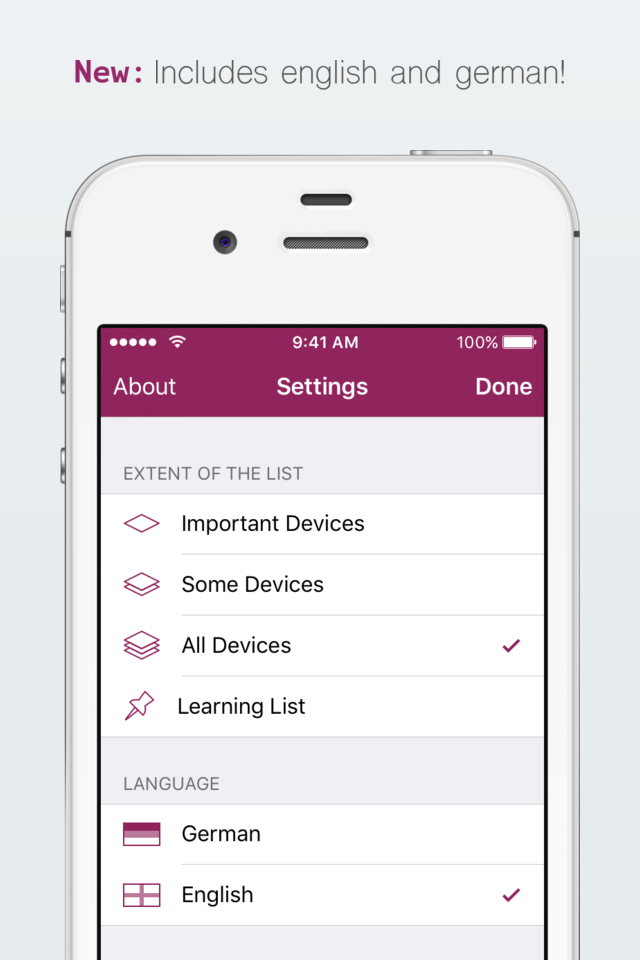 New: Includes english and german!
9:41 AM 100%
About Settings Done
EXTENT OF THE LIST
Important Devices
Some Devices
All Devices
Learning List
LANGUAGE
German
English